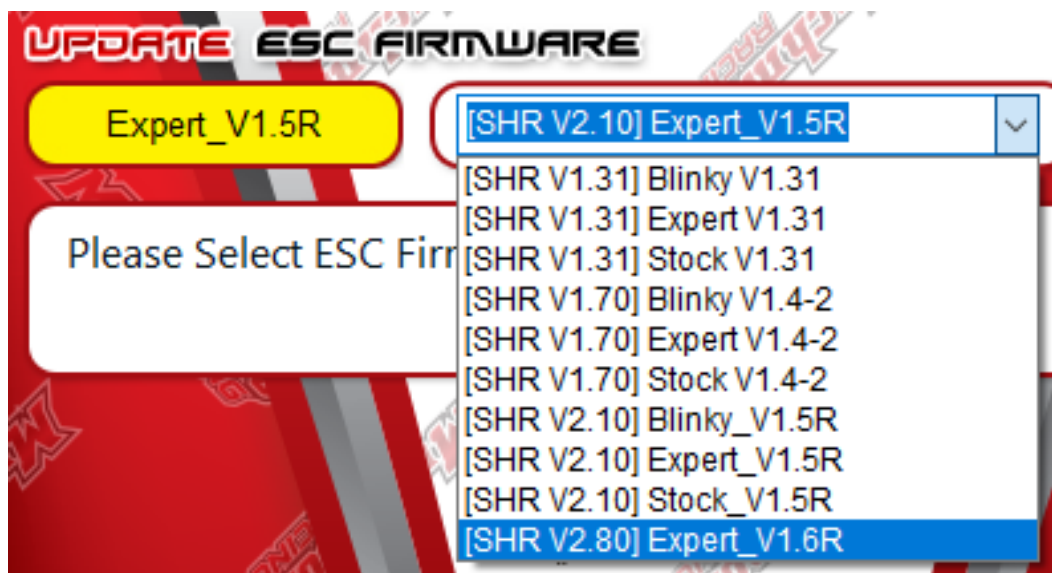 UPDATE ESC FIRMWARE
Expert_V1.5R
[SHR V2.10] Expert_V1.5R
[SHR V1.31] Blinky V1.31
[SHR V1.31] Expert V1.31
Please Select ESC Firr
[SHR V1.31] Stock V1.31
[SHR V1.70] Blinky V1.4-2
[SHR V1.70] Expert V1.4-2
[SHR V1.70] Stock V1.4-2
[SHR V2.10] Blinky_V1.5R
[SHR V2.10] Expert_V1.5R
[SHR V2.10] Stock_V1.5R
[SHR V2.80] Expert_V1.6R